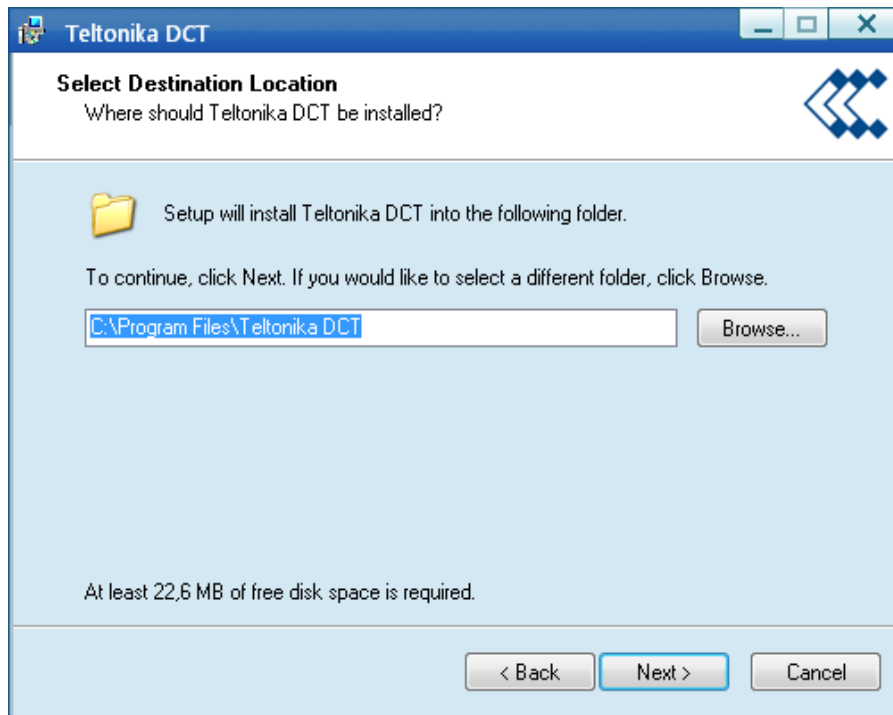 Teltonika DCT
Select Destination Location
Where should Teltonika DCT be installed?
Setup will install Teltonika DCT into the following folder.
To continue, click Next. If you would like to select a different folder, click Browse.
C:\Program Files\Teltonika DCT
Browse...
At least 22,6 MB of free disk space is required.
< Back
Next >
Cancel